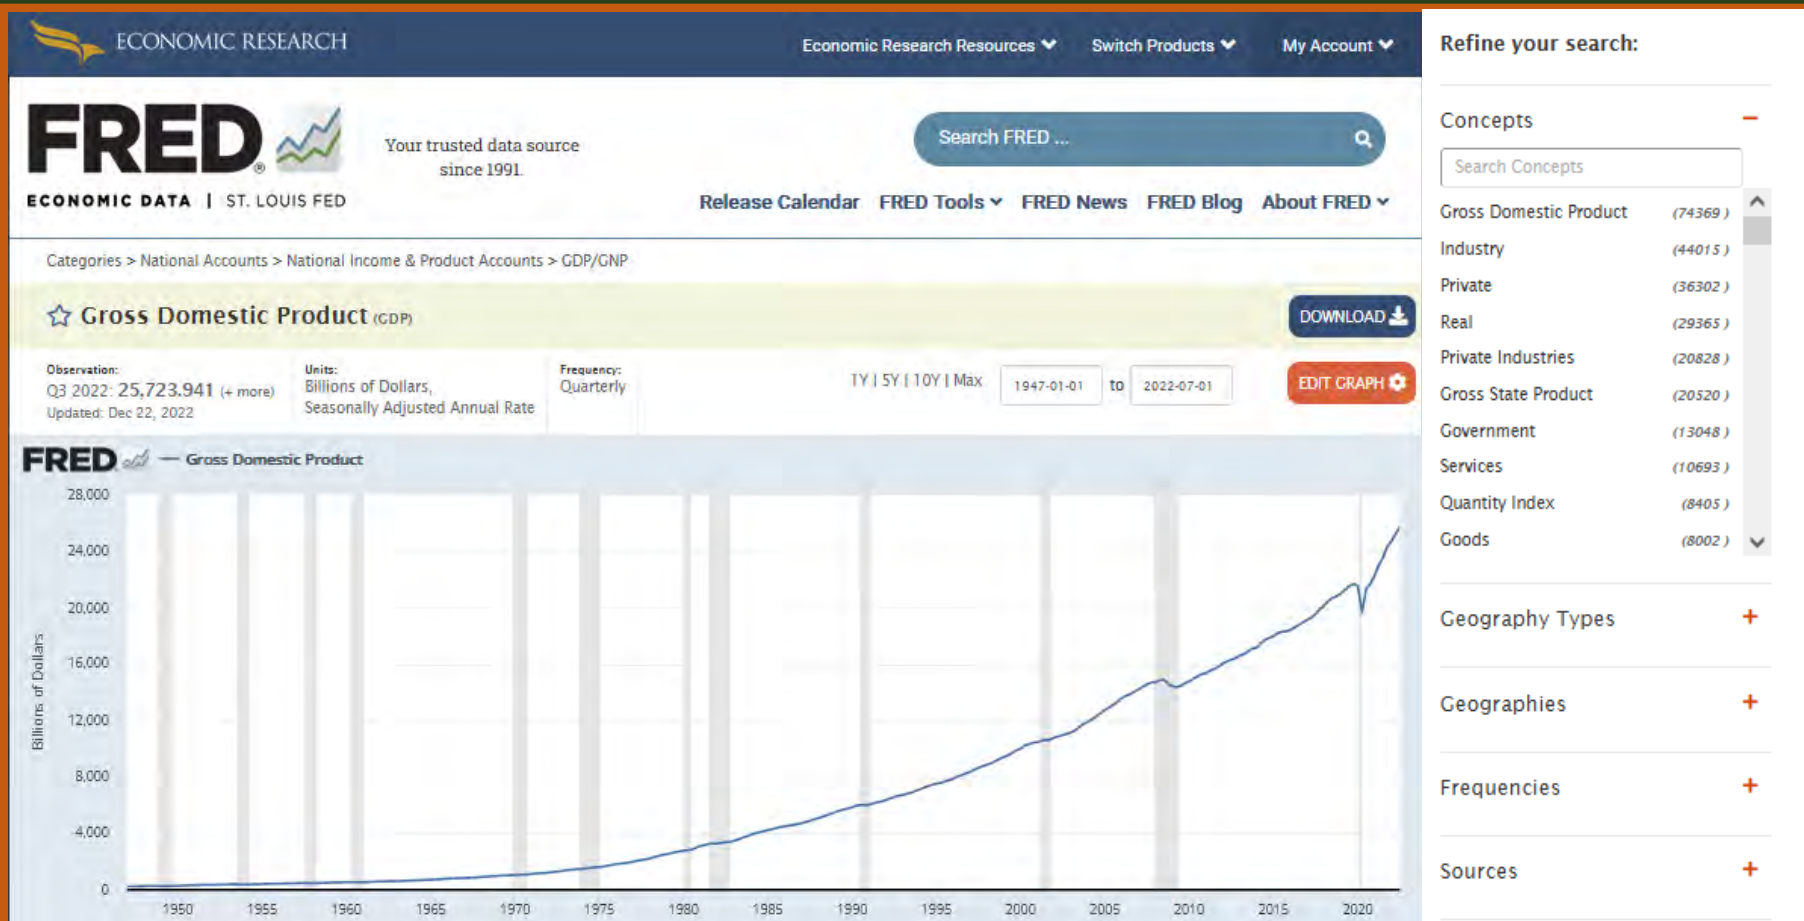 ECONOMIC RESEARCH
Economic Research Resources
Switch Products
My Account
FRED®
ECONOMIC DATA | ST. LOUIS FED
Your trusted data source
since 1991.
Search FRED ...
Release Calendar
FRED Tools
FRED News
FRED Blog
About FRED
Categories > National Accounts > National Income & Product Accounts > GDP/GNP
Gross Domestic Product (GDP)
DOWNLOAD
Observation:
Q3 2022: 25,723.941 (+ more)
Updated: Dec 22, 2022
Units:
Billions of Dollars,
Seasonally Adjusted Annual Rate
Frequency:
Quarterly
1Y | 5Y | 10Y | Max
1947-01-01 to 2022-07-01
EDIT GRAPH
FRED — Gross Domestic Product
28,000
24,000
20,000
16,000
12,000
8,000
4,000
0
Billions of Dollars
1950 1955 1960 1965 1970 1975 1980 1985 1990 1995 2000 2005 2010 2015 2020
Refine your search:
Concepts −
Search Concepts
Gross Domestic Product (74369 )
Industry (44015 )
Private (36302 )
Real (29365 )
Private Industries (20828 )
Gross State Product (20520 )
Government (13048 )
Services (10693 )
Quantity Index (8405 )
Goods (8002 )
Geography Types +
Geographies +
Frequencies +
Sources +